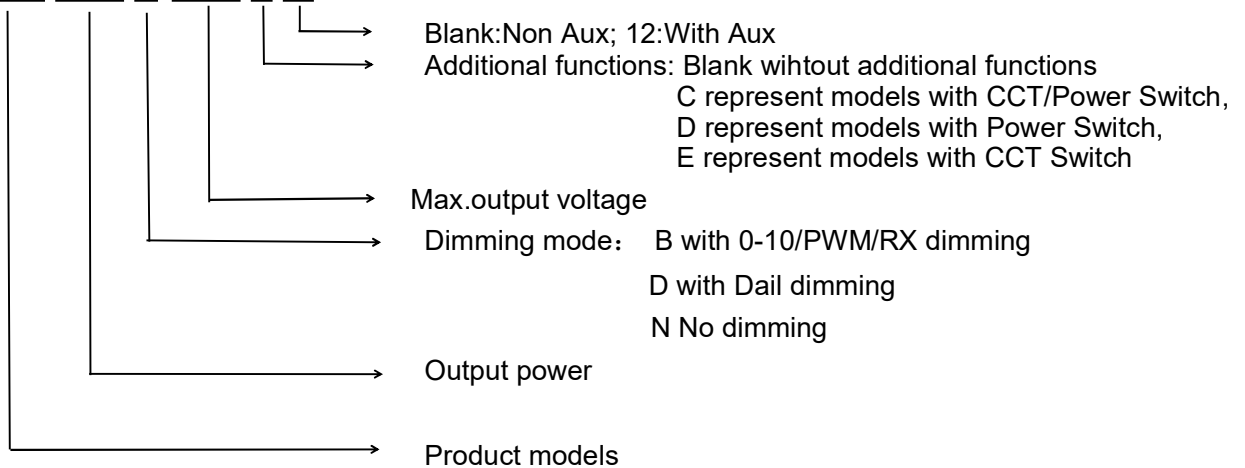 Blank:Non Aux; 12:With Aux
Additional functions: Blank wihtout additional functions
C represent models with CCT/Power Switch,
D represent models with Power Switch,
E represent models with CCT Switch
Max.output voltage
Dimming mode： B with 0-10/PWM/RX dimming
D with Dail dimming
N No dimming
Output power
Product models